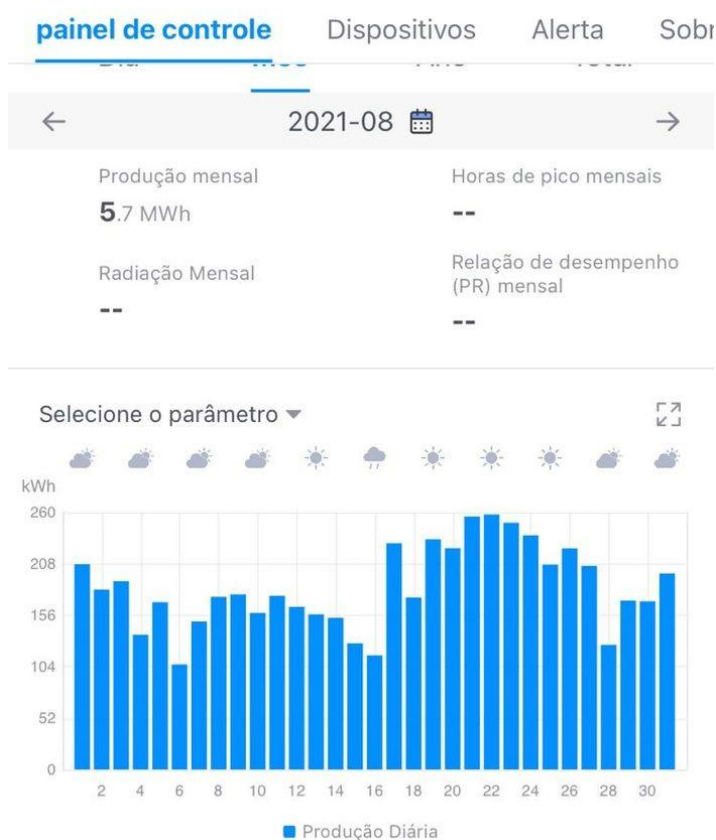 painel de controle Dispositivos Alerta Sobr
2021-08
Produção mensal Horas de pico mensais
5.7 MWh --
Radiação Mensal Relação de desempenho
(PR) mensal
-- --
Selecione o parâmetro
kWh
260
208
156
104
52
0
2 4 6 8 10 12 14 16 18 20 22 24 26 28 30
Produção Diária